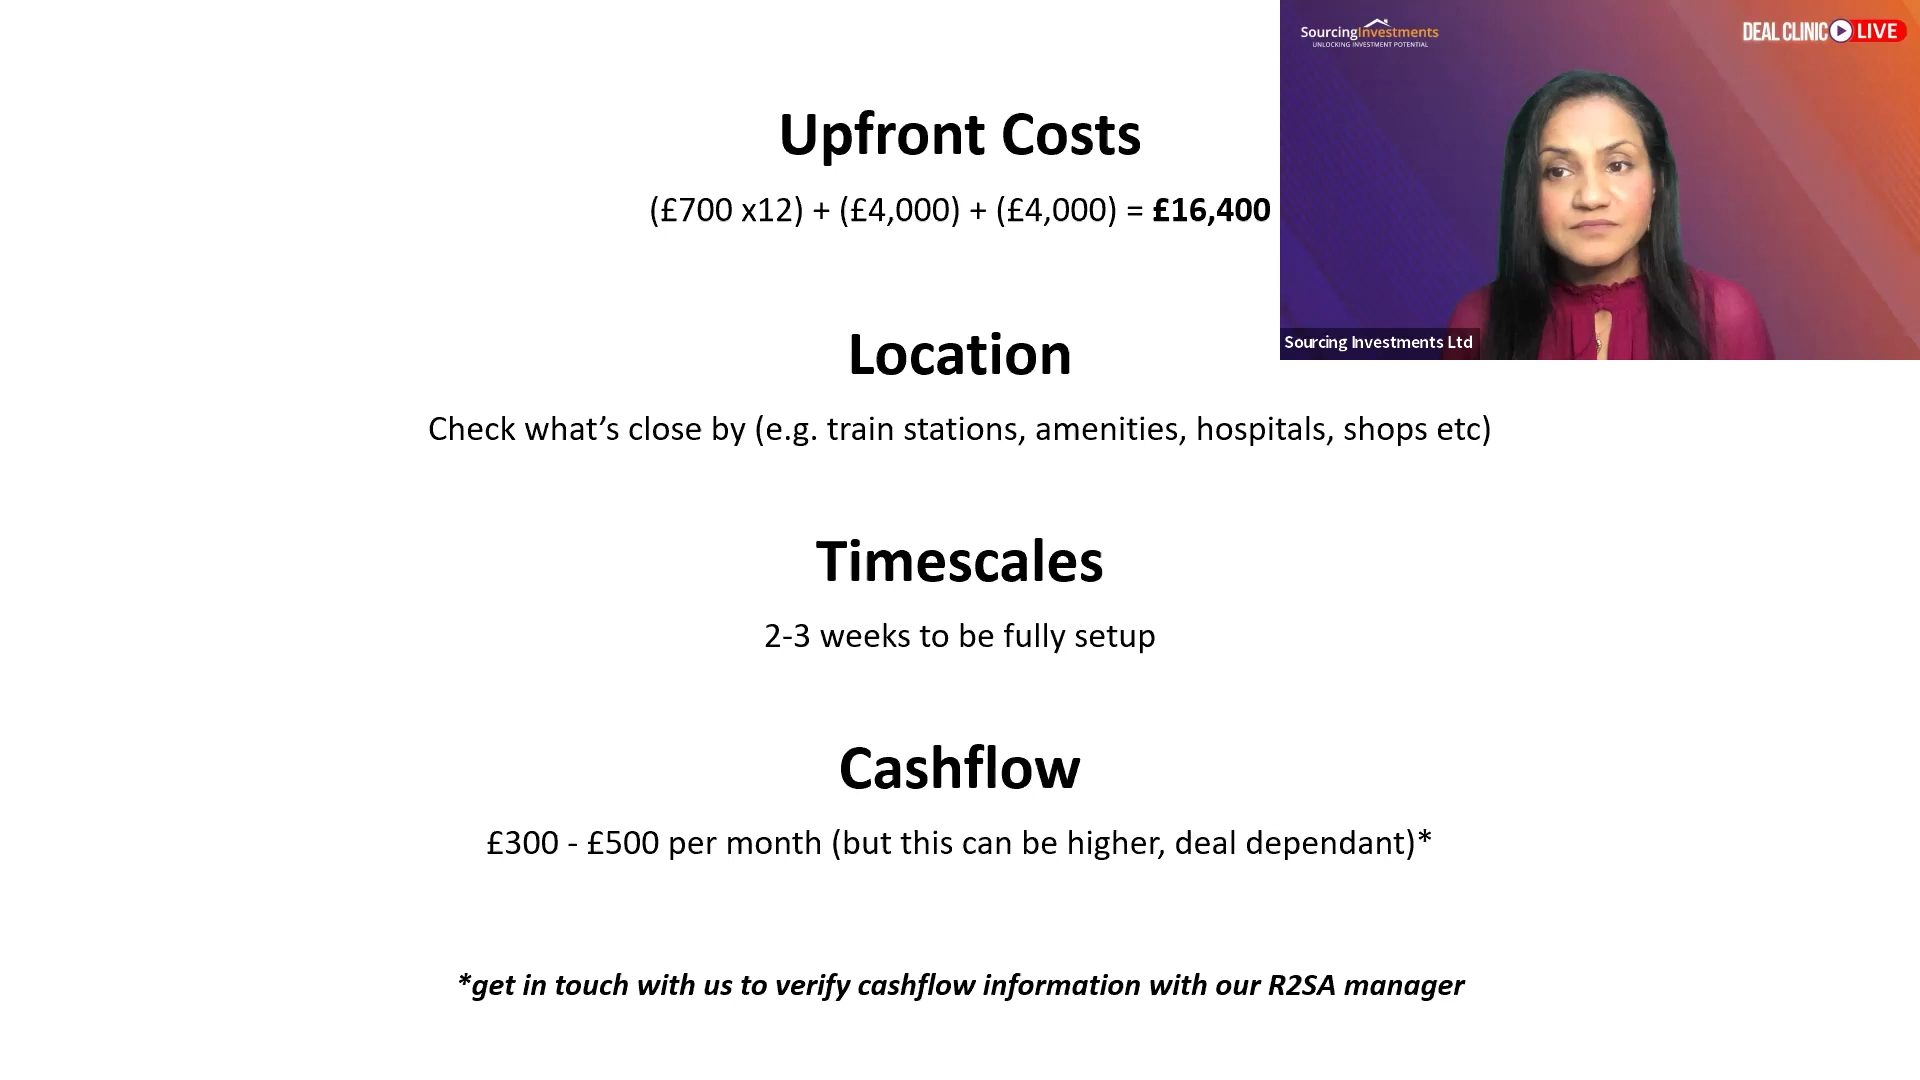 SourcingInvestments
UNLOCKING INVESTMENT POTENTIAL
DEAL CLINIC LIVE
Upfront Costs
(£700 x12) + (£4,000) + (£4,000) = £16,400
Sourcing Investments Ltd
Location
Check what’s close by (e.g. train stations, amenities, hospitals, shops etc)
Timescales
2-3 weeks to be fully setup
Cashflow
£300 - £500 per month (but this can be higher, deal dependant)*
*get in touch with us to verify cashflow information with our R2SA manager